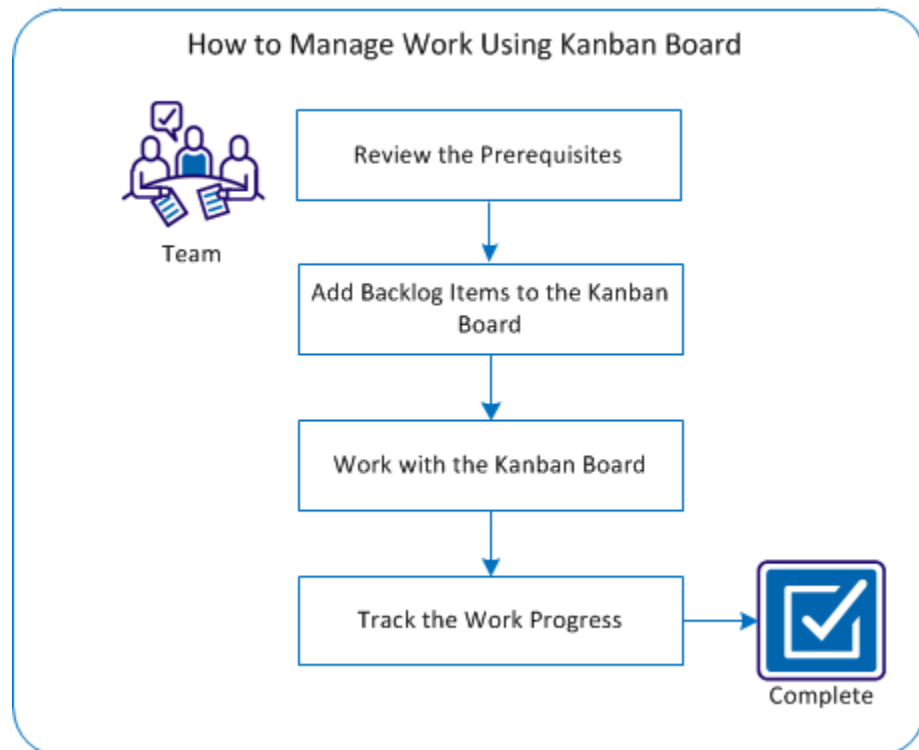 How to Manage Work Using Kanban Board
Review the Prerequisites
Team
Add Backlog Items to the Kanban
Board
Work with the Kanban Board
Track the Work Progress
Complete